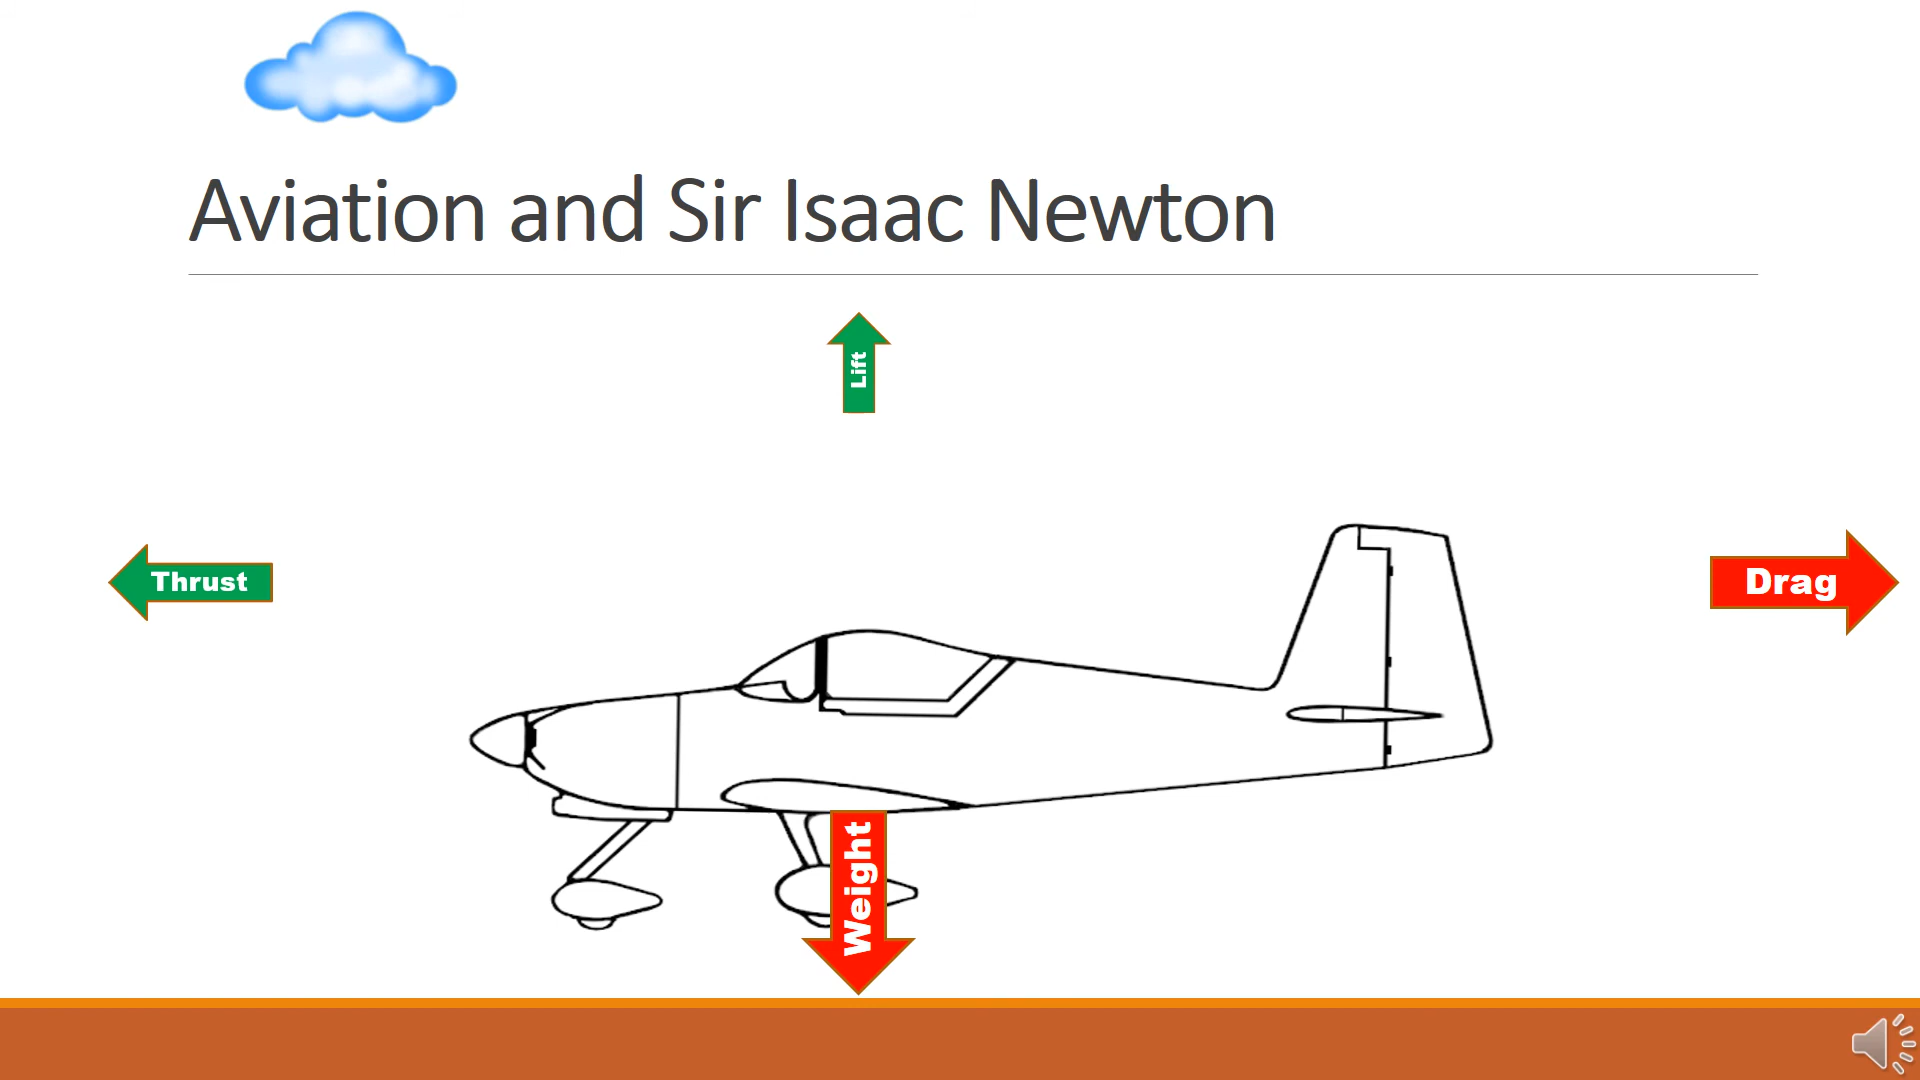 Aviation and Sir Isaac Newton
Lift
Thrust
Drag
Weight